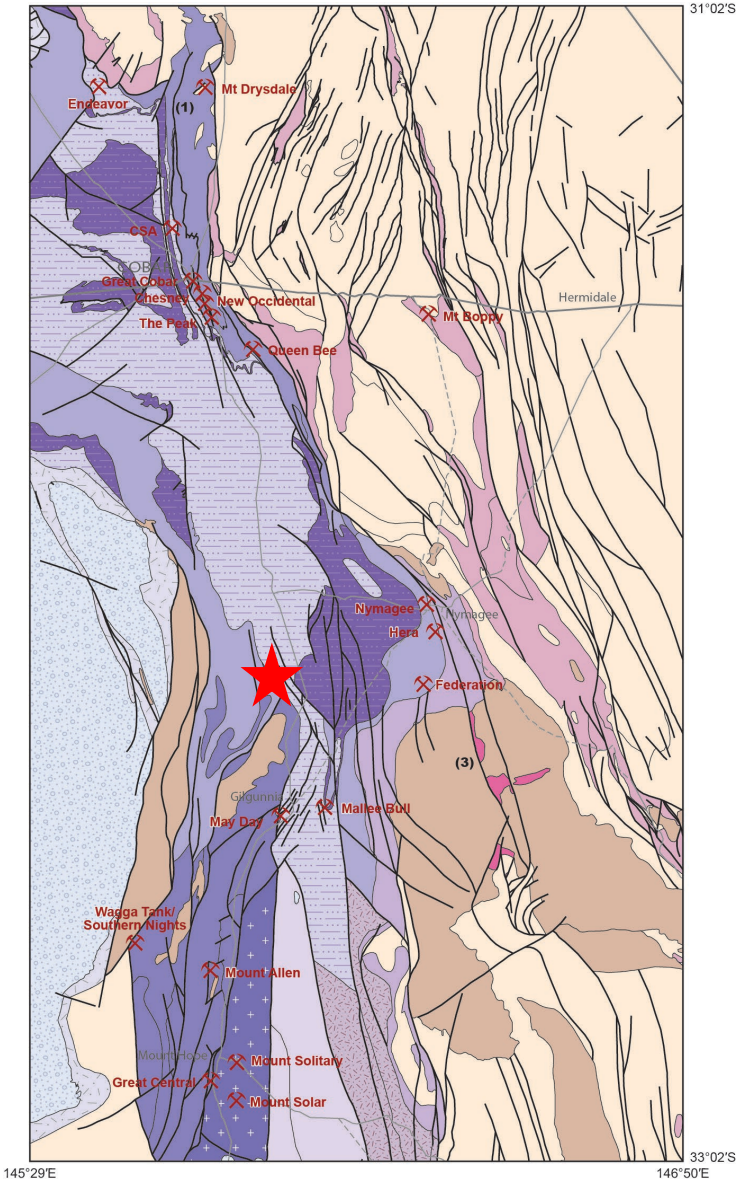 31°02'S
Endeavor
Mt Drysdale
(1)
CSA
COBAR
Great Cobar
Chesney
New Occidental
Hermidale
The Peak
Mt Boppy
Queen Bee
Nymagee
Nymagee
Hera
Federation
(3)
Gilgunnia
Mallee Bull
May Day
Wagga Tank/
Southern Nights
Mount Allen
Mount Hope
Mount Solitary
Great Central
Mount Solar
33°02'S
145°29'E
146°50'E